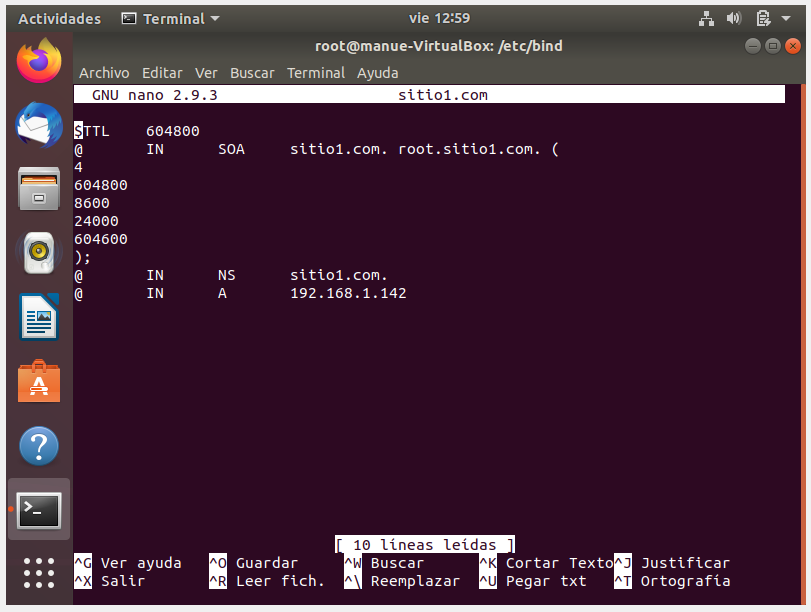 Actividades Terminal vie 12:59
root@manue-VirtualBox: /etc/bind
Archivo Editar Ver Buscar Terminal Ayuda
GNU nano 2.9.3 sitio1.com
$TTL 604800
@ IN SOA sitio1.com. root.sitio1.com. (
4
604800
8600
24000
604600
);
@ IN NS sitio1.com.
@ IN A 192.168.1.142
[ 10 líneas leídas ]
^G Ver ayuda ^O Guardar ^W Buscar ^K Cortar Texto ^J Justificar
^X Salir ^R Leer fich. ^\ Reemplazar ^U Pegar txt ^T Ortografía